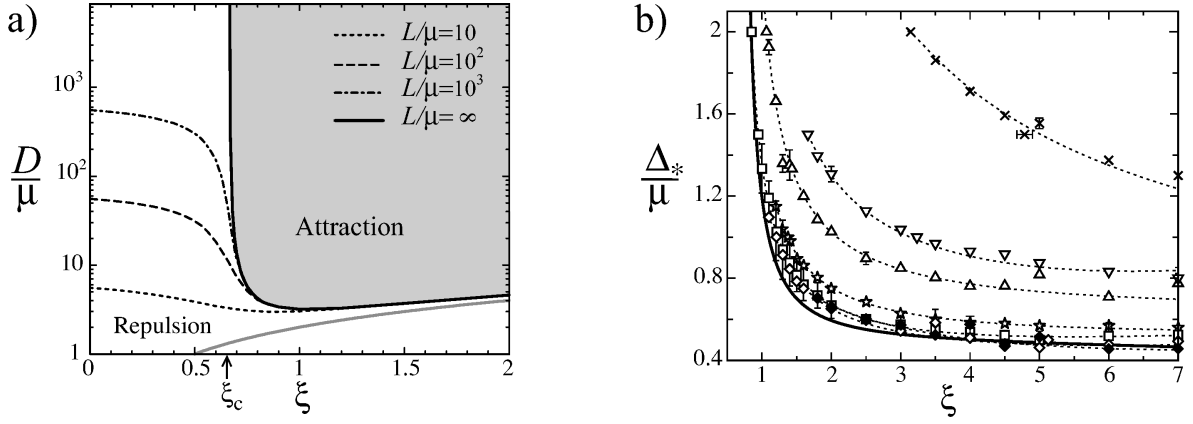 a)
D/μ
10³
10²
10
1
L/μ=10
L/μ=10²
L/μ=10³
L/μ=∞
Attraction
Repulsion
0 0.5 1 1.5 2
ξc ξ
b)
Δ*/μ
2
1.6
1.2
0.8
0.4
1 2 3 4 5 6 7
ξ